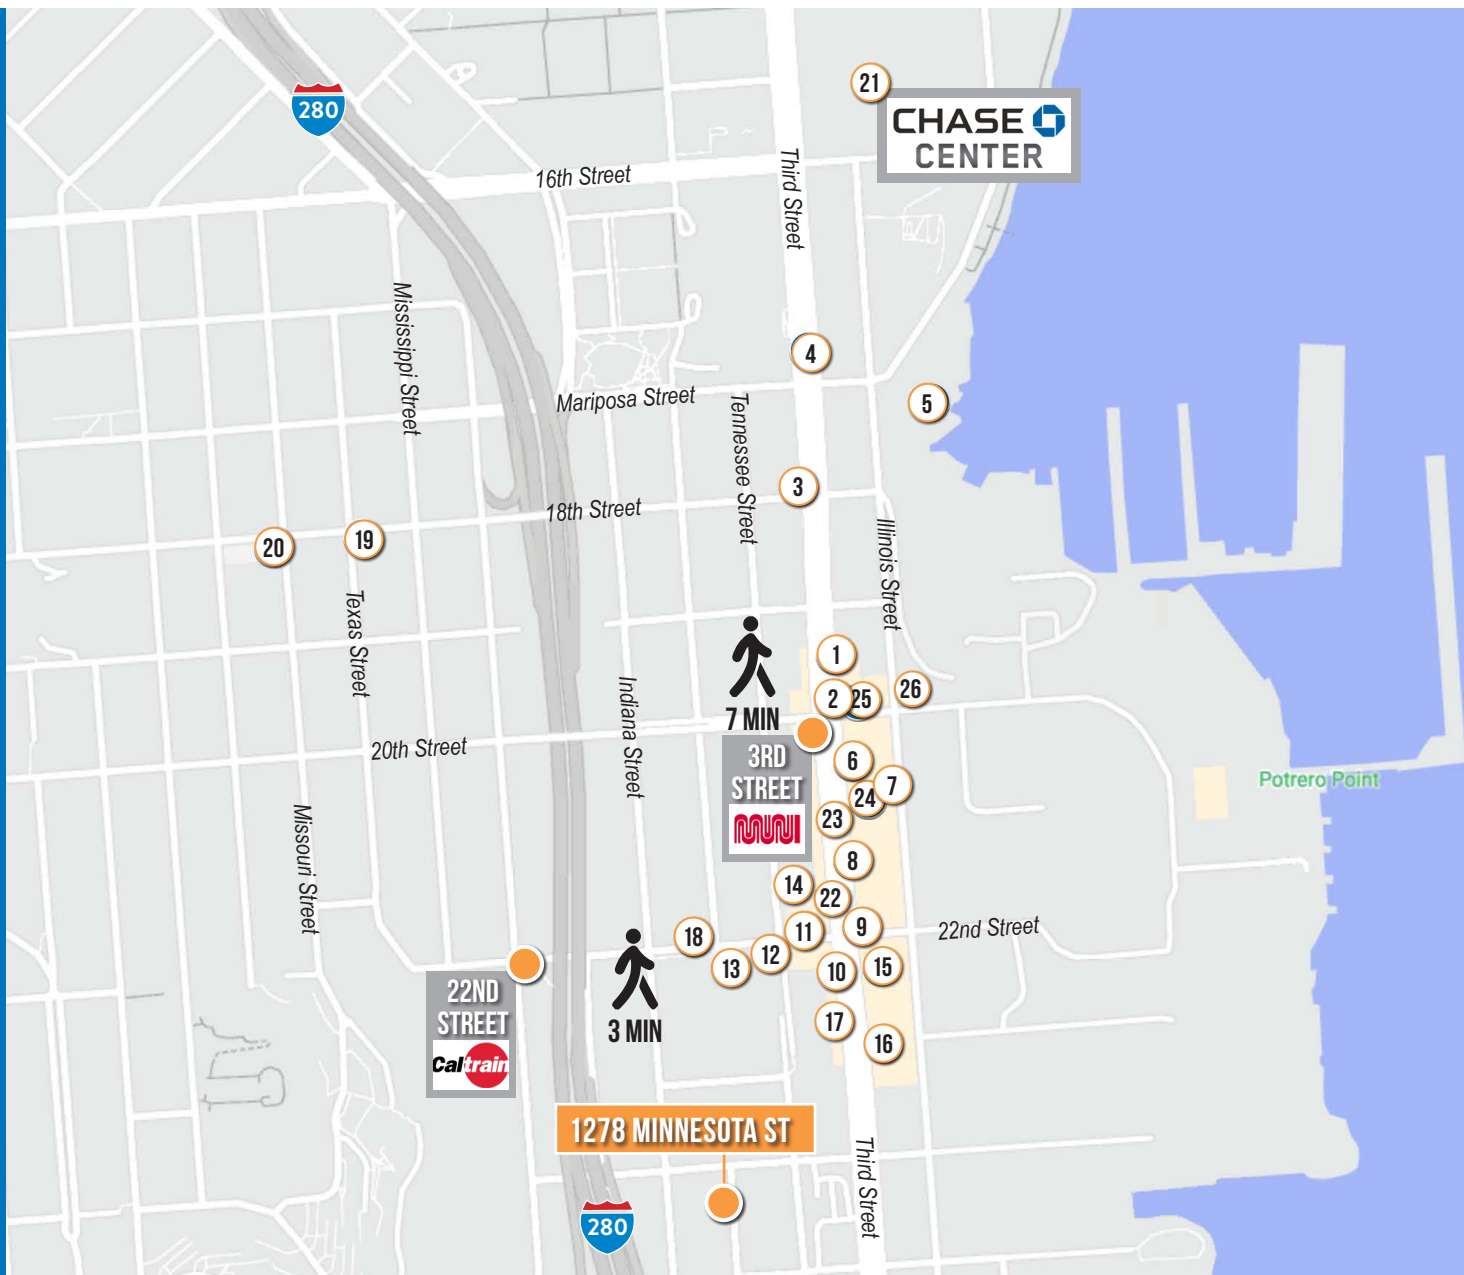 280
21
CHASE
CENTER
16th Street
Third Street
Mississippi Street
4
Mariposa Street
5
Tennessee Street
3
18th Street
20
19
Illinois Street
Texas Street
1
26
2
25
7 MIN
Indiana Street
20th Street
3RD
STREET
MUNI
6
7
24
23
Potrero Point
Missouri Street
8
14
22
9
22nd Street
11
18
12
13
10
15
22ND
STREET
Caltrain
3 MIN
17
16
1278 MINNESOTA ST
Third Street
280